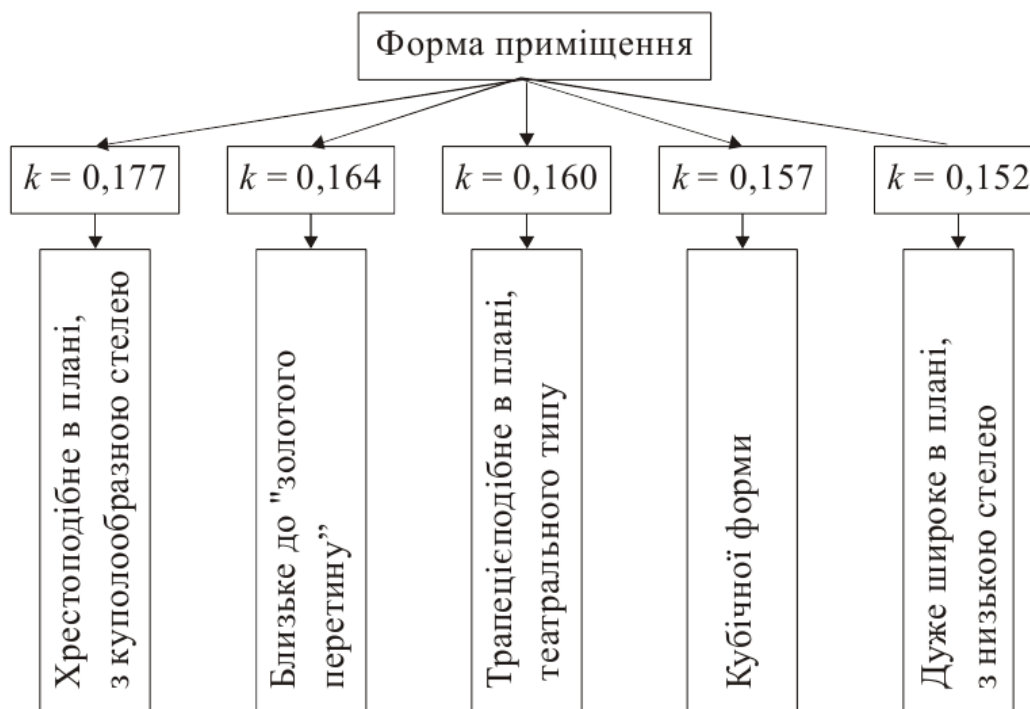 Форма приміщення
k = 0,177
k = 0,164
k = 0,160
k = 0,157
k = 0,152
Хрестоподібне в плані,
з куполообразною стелею
Близьке до "золотого
перетину”
Трапецієподібне в плані,
театрального типу
Кубічної форми
Дуже широке в плані,
з низькою стелею